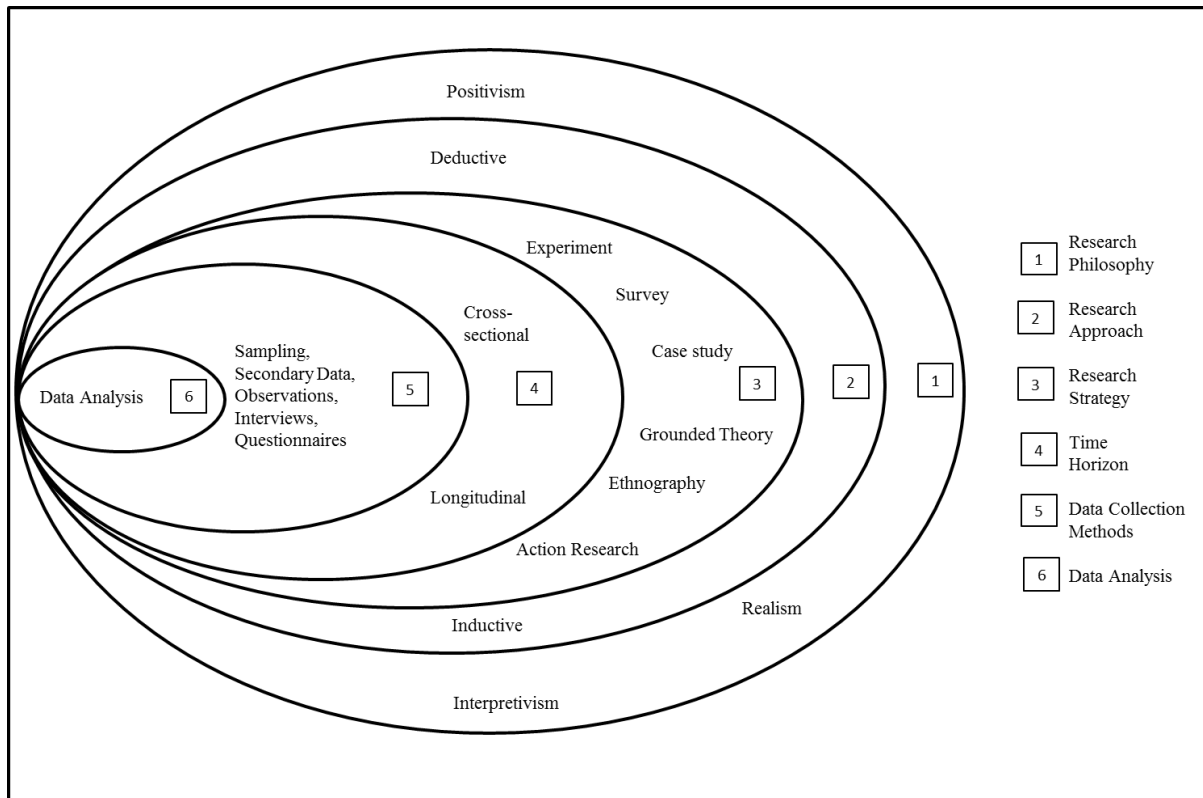 Positivism
Deductive
Experiment
Survey
Cross-
sectional
Case study
Sampling,
Secondary Data,
Observations,
Interviews,
Questionnaires
Data Analysis
6
5
4
3
2
1
Grounded Theory
Ethnography
Longitudinal
Action Research
Realism
Inductive
Interpretivism
1
Research
Philosophy
2
Research
Approach
3
Research
Strategy
4
Time
Horizon
5
Data Collection
Methods
6
Data Analysis